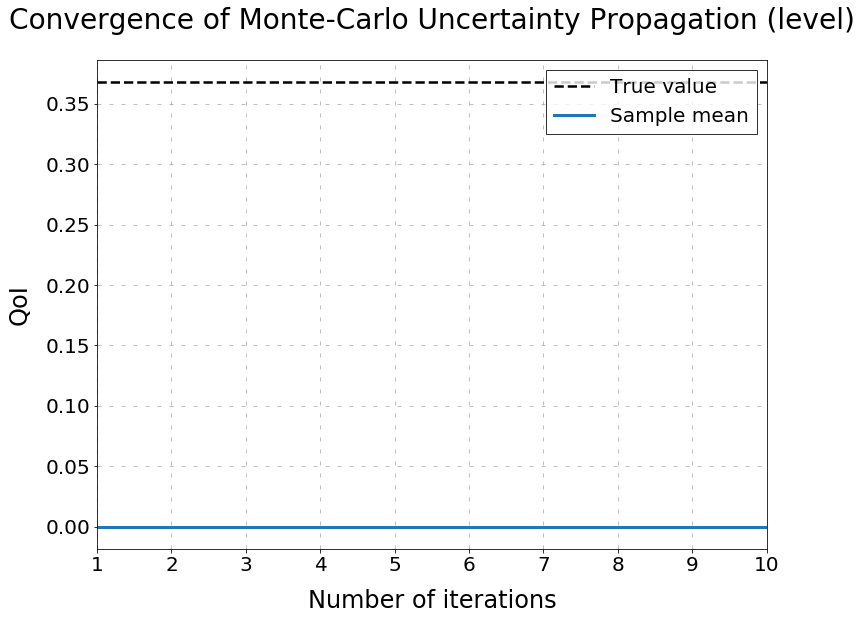 Convergence of Monte-Carlo Uncertainty Propagation (level)
True value
Sample mean
0.35
0.30
0.25
0.20
0.15
0.10
0.05
0.00
QoI
1 2 3 4 5 6 7 8 9 10
Number of iterations